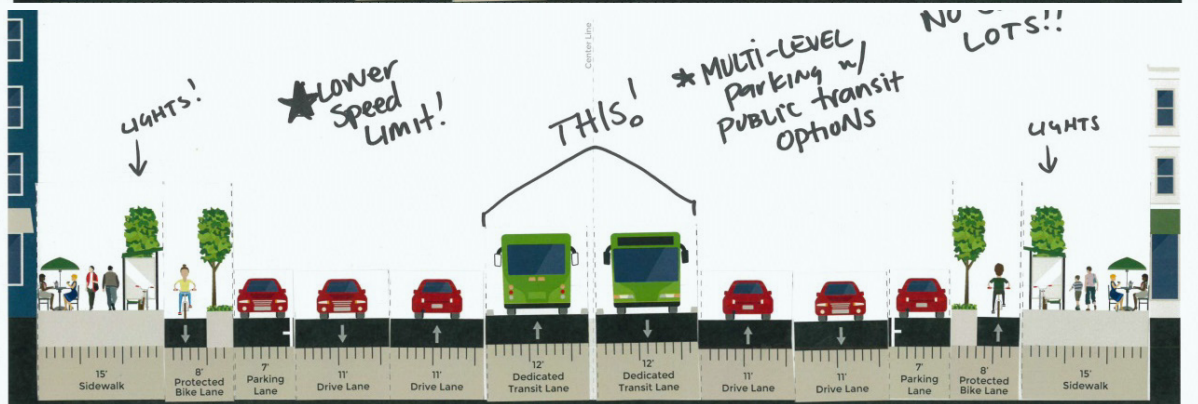 Center Line
NO
LOTS!!
LIGHTS!
★LOWER
Speed
LIMIT!
THIS!
*MULTI-LEVEL
parking w/
PUBLIC transit
OPTIONS
LIGHTS
15'
Sidewalk
8'
Protected
Bike Lane
7'
Parking
Lane
11'
Drive Lane
11'
Drive Lane
12'
Dedicated
Transit Lane
12'
Dedicated
Transit Lane
11'
Drive Lane
11'
Drive Lane
7'
Parking
Lane
8'
Protected
Bike Lane
15'
Sidewalk